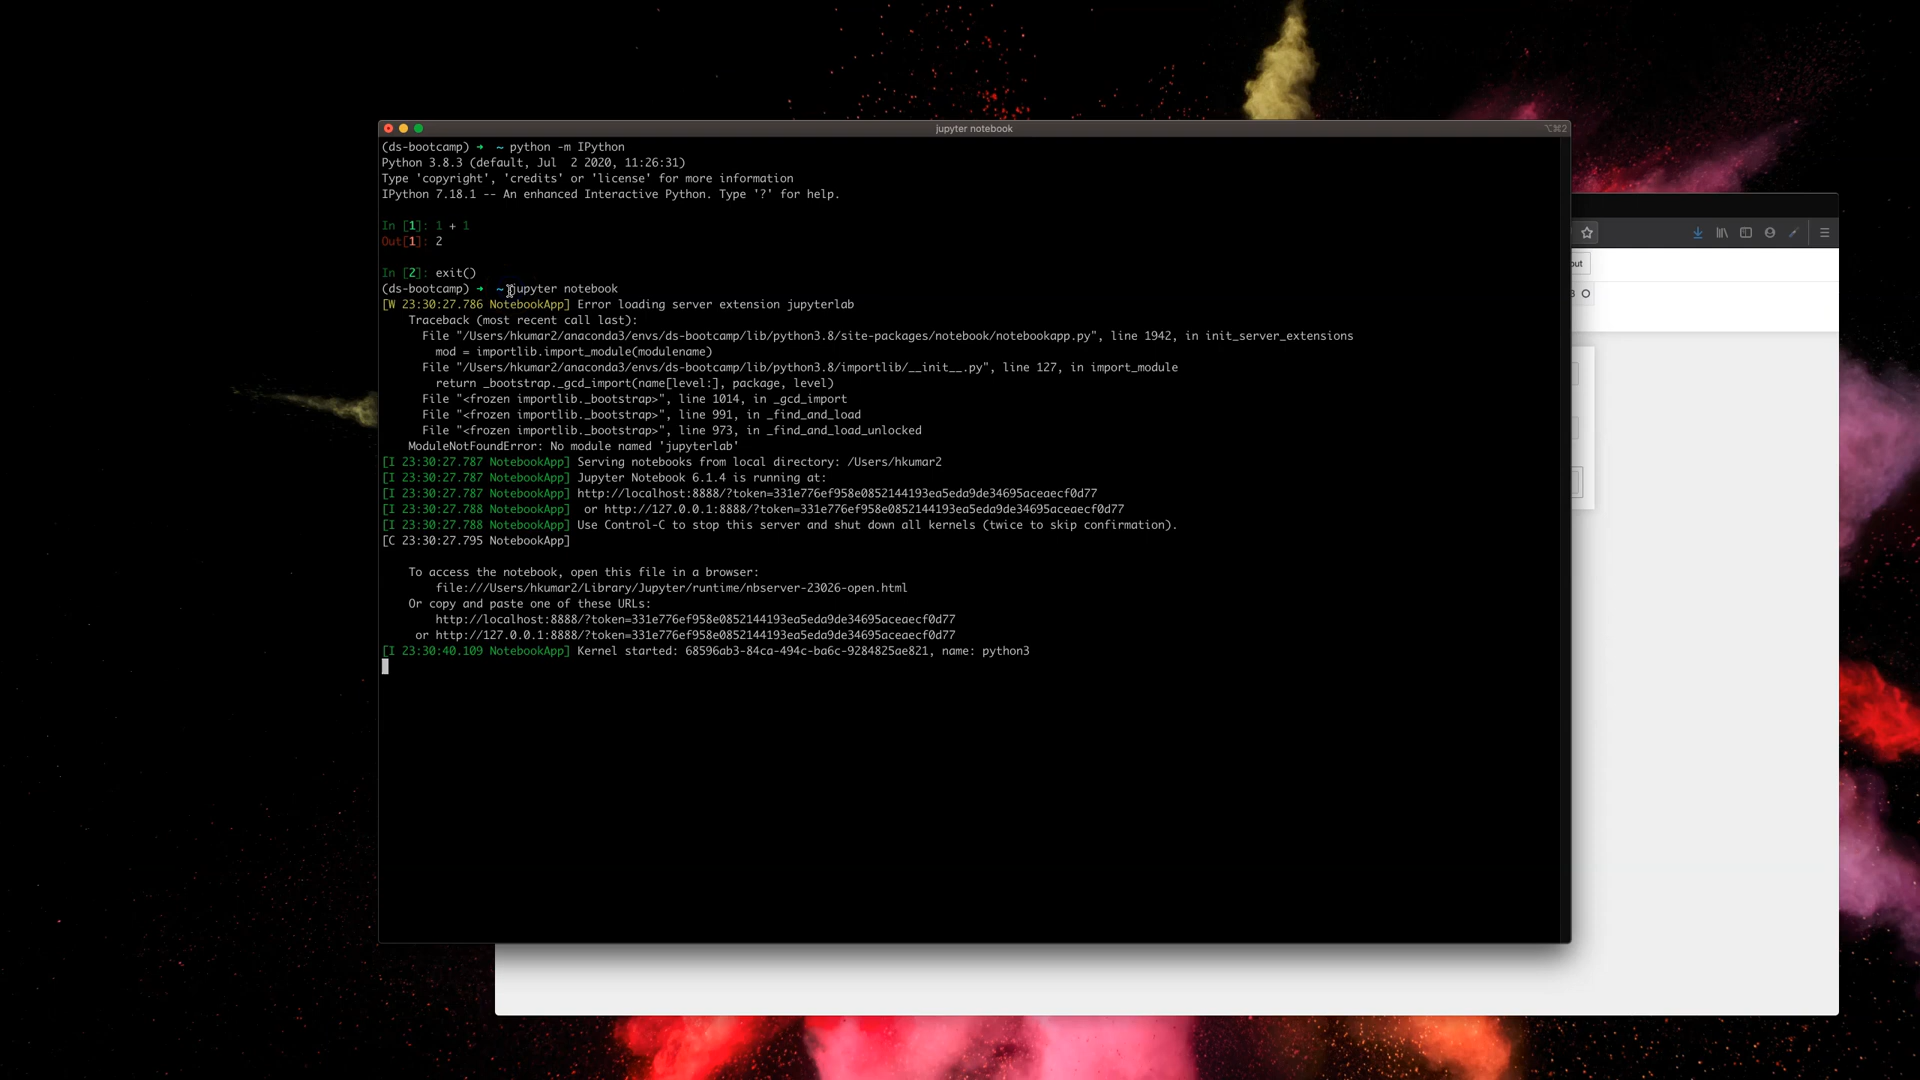 jupyter notebook
⌥⌘2
(ds-bootcamp) ➜  ~ python -m IPython
Python 3.8.3 (default, Jul  2 2020, 11:26:31)
Type 'copyright', 'credits' or 'license' for more information
IPython 7.18.1 -- An enhanced Interactive Python. Type '?' for help.
In [1]: 1 + 1
Out[1]: 2
In [2]: exit()
(ds-bootcamp) ➜  ~ jupyter notebook
[W 23:30:27.786 NotebookApp] Error loading server extension jupyterlab
Traceback (most recent call last):
File "/Users/hkumar2/anaconda3/envs/ds-bootcamp/lib/python3.8/site-packages/notebook/notebookapp.py", line 1942, in init_server_extensions
mod = importlib.import_module(modulename)
File "/Users/hkumar2/anaconda3/envs/ds-bootcamp/lib/python3.8/importlib/__init__.py", line 127, in import_module
return _bootstrap._gcd_import(name[level:], package, level)
File "<frozen importlib._bootstrap>", line 1014, in _gcd_import
File "<frozen importlib._bootstrap>", line 991, in _find_and_load
File "<frozen importlib._bootstrap>", line 973, in _find_and_load_unlocked
ModuleNotFoundError: No module named 'jupyterlab'
[I 23:30:27.787 NotebookApp] Serving notebooks from local directory: /Users/hkumar2
[I 23:30:27.787 NotebookApp] Jupyter Notebook 6.1.4 is running at:
[I 23:30:27.787 NotebookApp] http://localhost:8888/?token=331e776ef958e0852144193ea5eda9de34695aceaecf0d77
[I 23:30:27.788 NotebookApp]  or http://127.0.0.1:8888/?token=331e776ef958e0852144193ea5eda9de34695aceaecf0d77
[I 23:30:27.788 NotebookApp] Use Control-C to stop this server and shut down all kernels (twice to skip confirmation).
[C 23:30:27.795 NotebookApp]
To access the notebook, open this file in a browser:
file:///Users/hkumar2/Library/Jupyter/runtime/nbserver-23026-open.html
Or copy and paste one of these URLs:
http://localhost:8888/?token=331e776ef958e0852144193ea5eda9de34695aceaecf0d77
or http://127.0.0.1:8888/?token=331e776ef958e0852144193ea5eda9de34695aceaecf0d77
[I 23:30:40.109 NotebookApp] Kernel started: 68596ab3-84ca-494c-ba6c-9284825ae821, name: python3
out
3